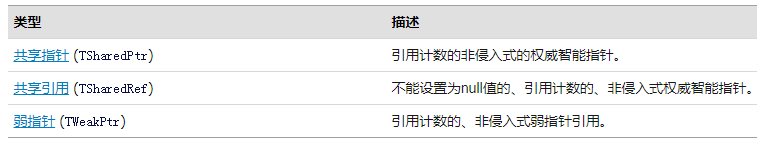 类型 描述
共享指针 (TSharedPtr) 引用计数的非侵入式的权威智能指针。
共享引用 (TSharedRef) 不能设置为null值的、引用计数的、非侵入式权威智能指针。
弱指针 (TWeakPtr) 引用计数的、非侵入式弱指针引用。